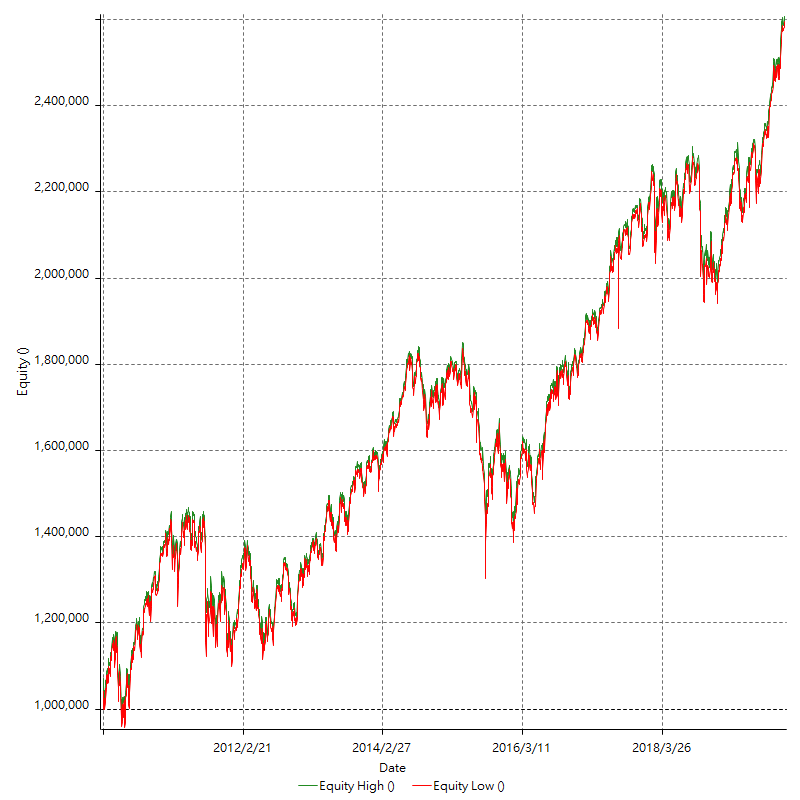 2,400,000
2,200,000
2,000,000
1,800,000
1,600,000
1,400,000
1,200,000
1,000,000
Equity ()
2012/2/21 2014/2/27 2016/3/11 2018/3/26
Date
Equity High () Equity Low ()